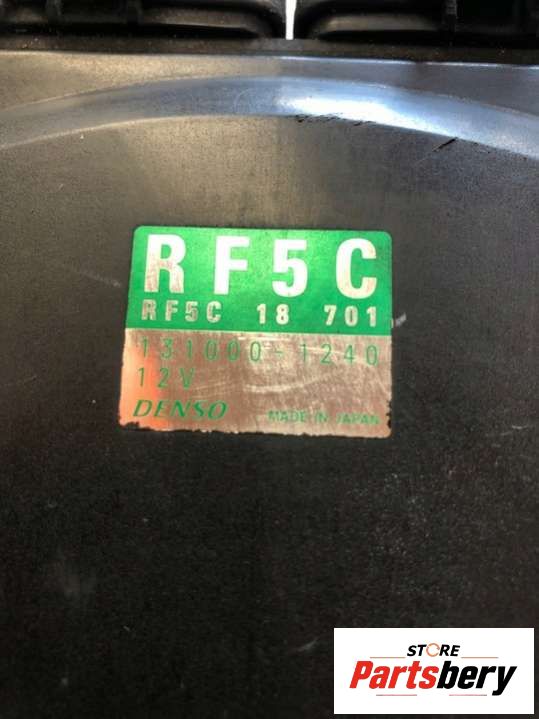 RF5C
RF5C 18 701
131000-1240
12V
DENSO MADE IN JAPAN
STORE
Partsbery